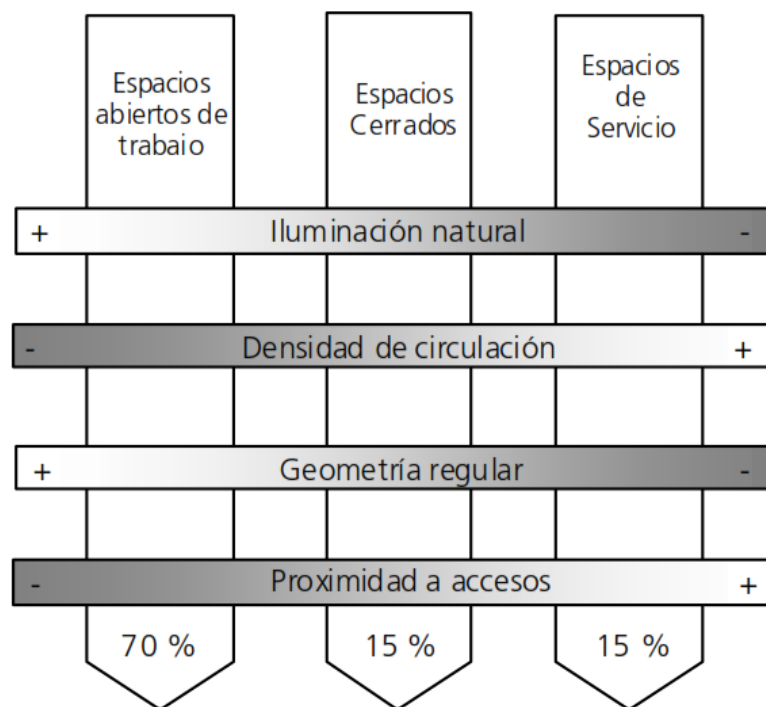 Espacios
abiertos de
trabaio
Espacios
Cerrados
Espacios
de
Servicio
+ Iluminación natural -
- Densidad de circulación +
+ Geometría regular -
- Proximidad a accesos +
70 % 15 % 15 %